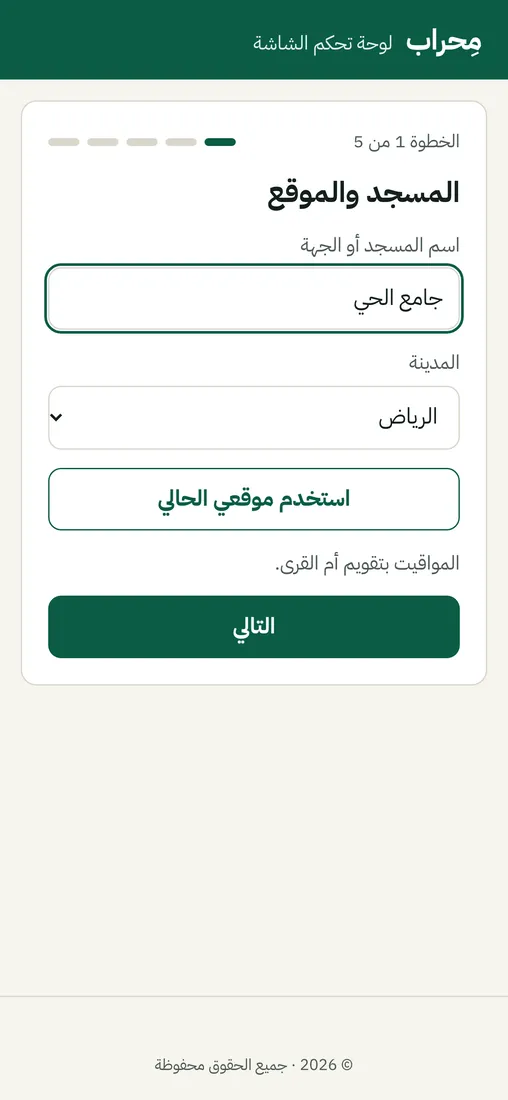 مِحراب لوحة تحكم الشاشة
الخطوة 1 من 5
المسجد والموقع
اسم المسجد أو الجهة
جامع الحي
المدينة
الرياض
استخدم موقعي الحالي
المواقيت بتقويم أم القرى.
التالي
© 2026 · جميع الحقوق محفوظة